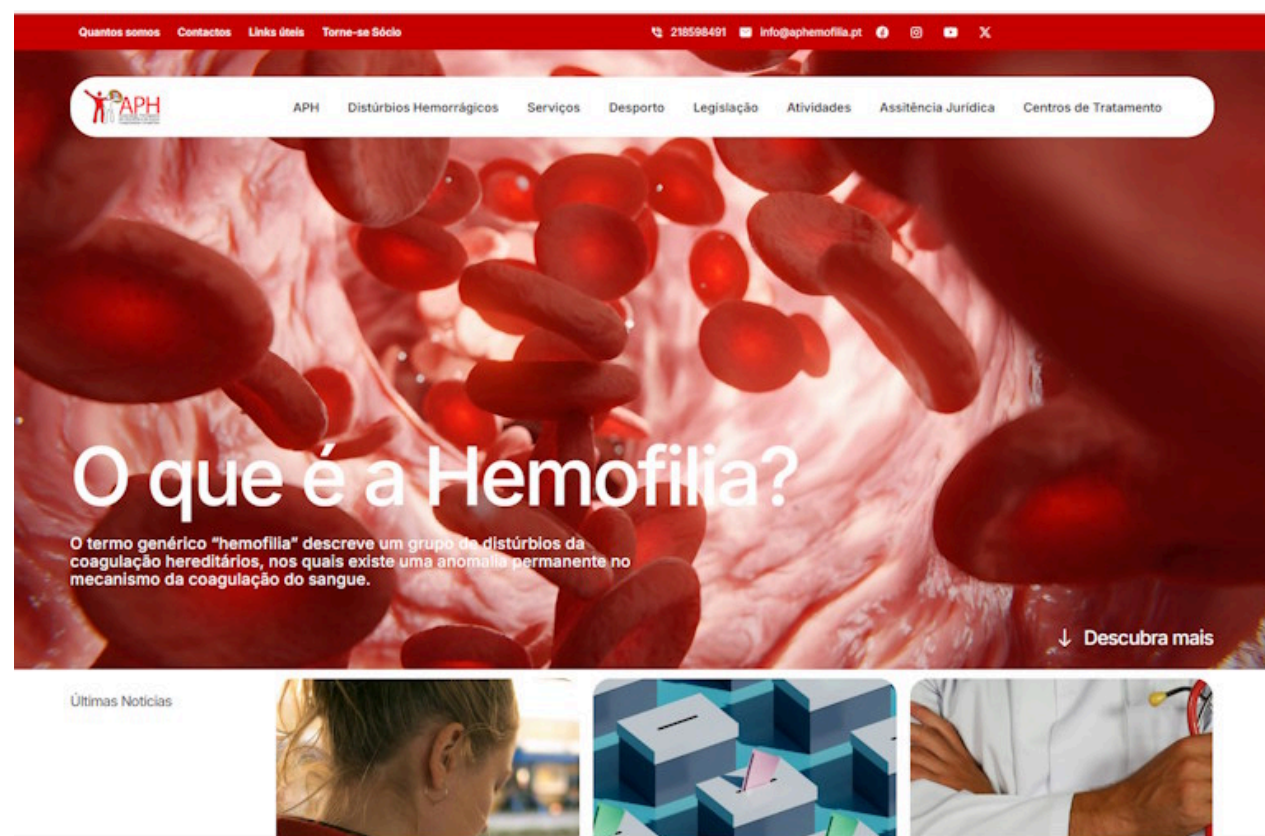 Quantos somos Contactos Links úteis Torne-se Sócio 218598491 info@aphemofilia.pt
APH
APH Distúrbios Hemorrágicos Serviços Desporto Legislação Atividades Assitência Jurídica Centros de Tratamento
O que é a Hemofilia?
O termo genérico “hemofilia” descreve um grupo de distúrbios da
coagulação hereditários, nos quais existe uma anomalia permanente no
mecanismo da coagulação do sangue.
↓ Descubra mais
Últimas Noticias